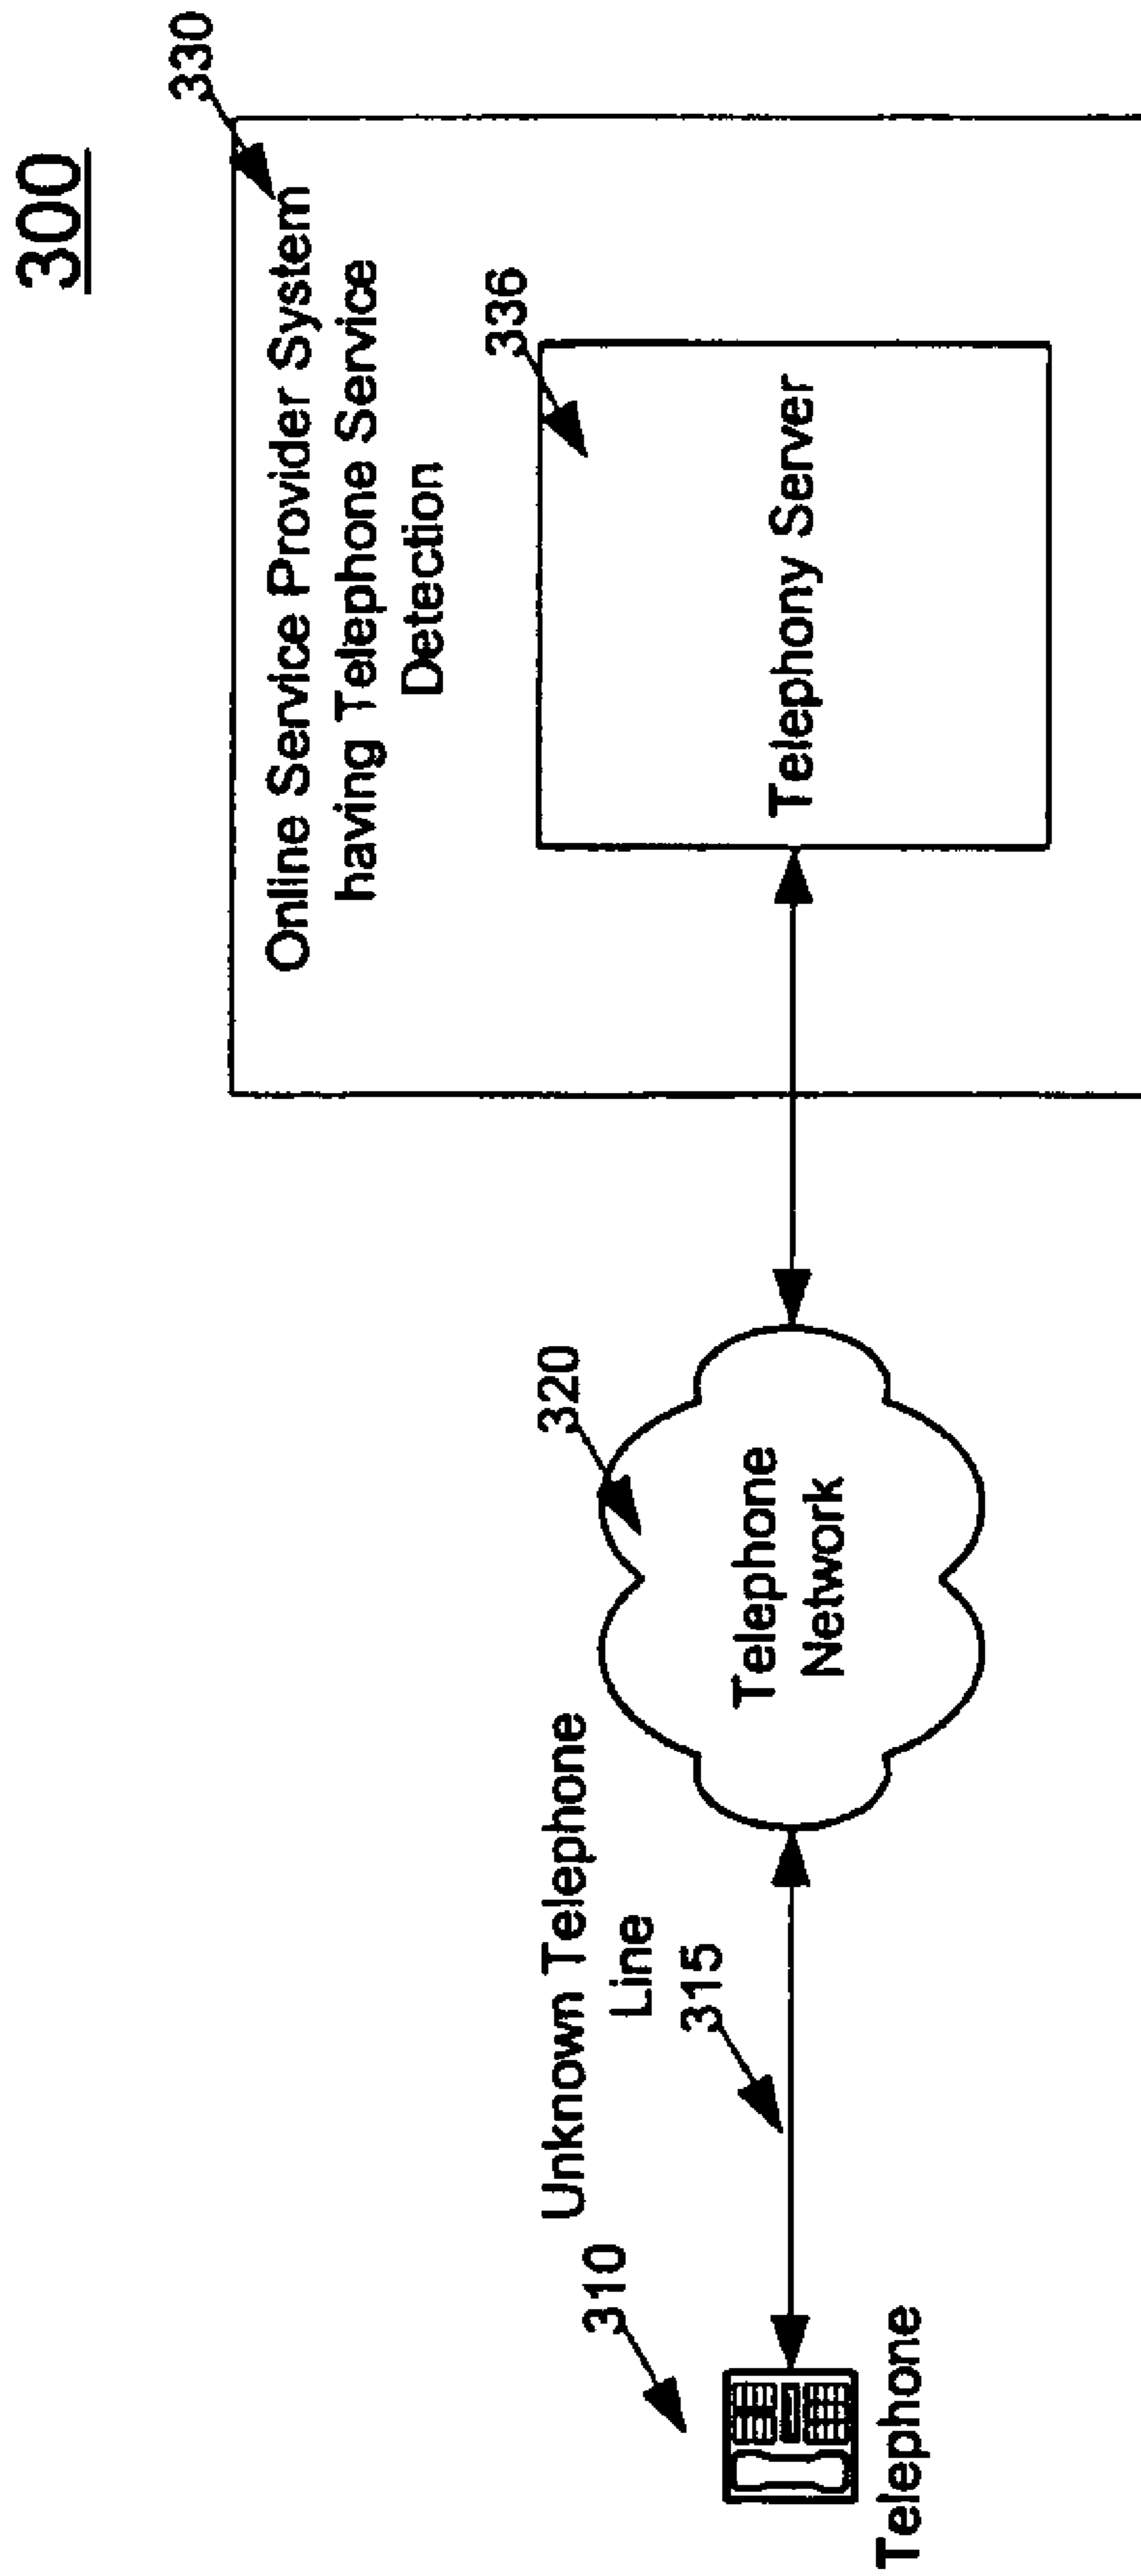 300
330
Online Service Provider System
having Telephone Service
Detection
336
Telephony Server
320
Telephone
Network
Unknown Telephone
Line
315
310
Telephone